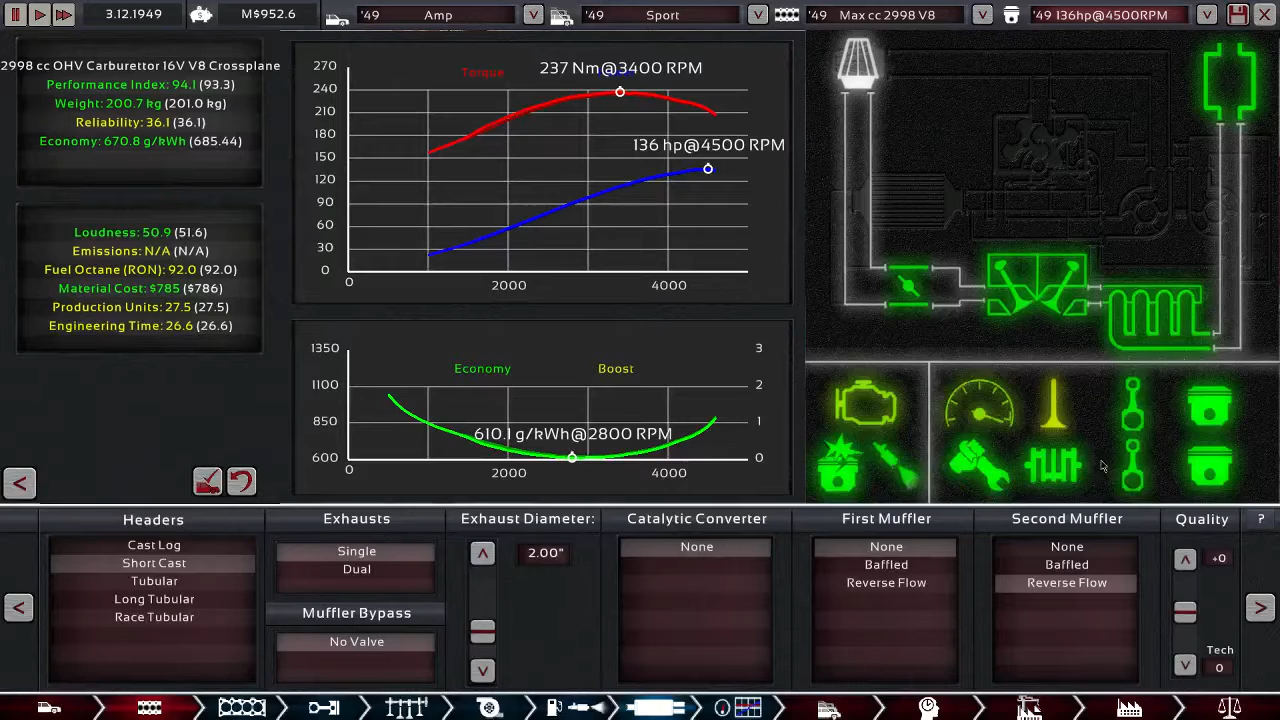 3.12.1949
M$952.6
'49 Amp
'49 Sport
'49 Max cc 2998 V8
'49 136hp@4500RPM
2998 cc OHV Carburettor 16V V8 Crossplane
Performance Index: 94.1 (93.3)
Weight: 200.7 kg (201.0 kg)
Reliability: 36.1 (36.1)
Economy: 670.8 g/kWh (685.44)
Loudness: 50.9 (51.6)
Emissions: N/A (N/A)
Fuel Octane (RON): 92.0 (92.0)
Material Cost: $785 ($786)
Production Units: 27.5 (27.5)
Engineering Time: 26.6 (26.6)
Torque
237 Nm@3400 RPM
136 hp@4500 RPM
270
240
210
180
150
120
90
60
30
0
0 2000 4000
Economy Boost
610.1 g/kWh@2800 RPM
1350
1100
850
600
3
2
1
0
0 2000 4000
Headers
Cast Log
Short Cast
Tubular
Long Tubular
Race Tubular
Exhausts
Single
Dual
Muffler Bypass
No Valve
Exhaust Diameter:
2.00"
Catalytic Converter
None
First Muffler
None
Baffled
Reverse Flow
Second Muffler
None
Baffled
Reverse Flow
Quality
+0
Tech
0
?